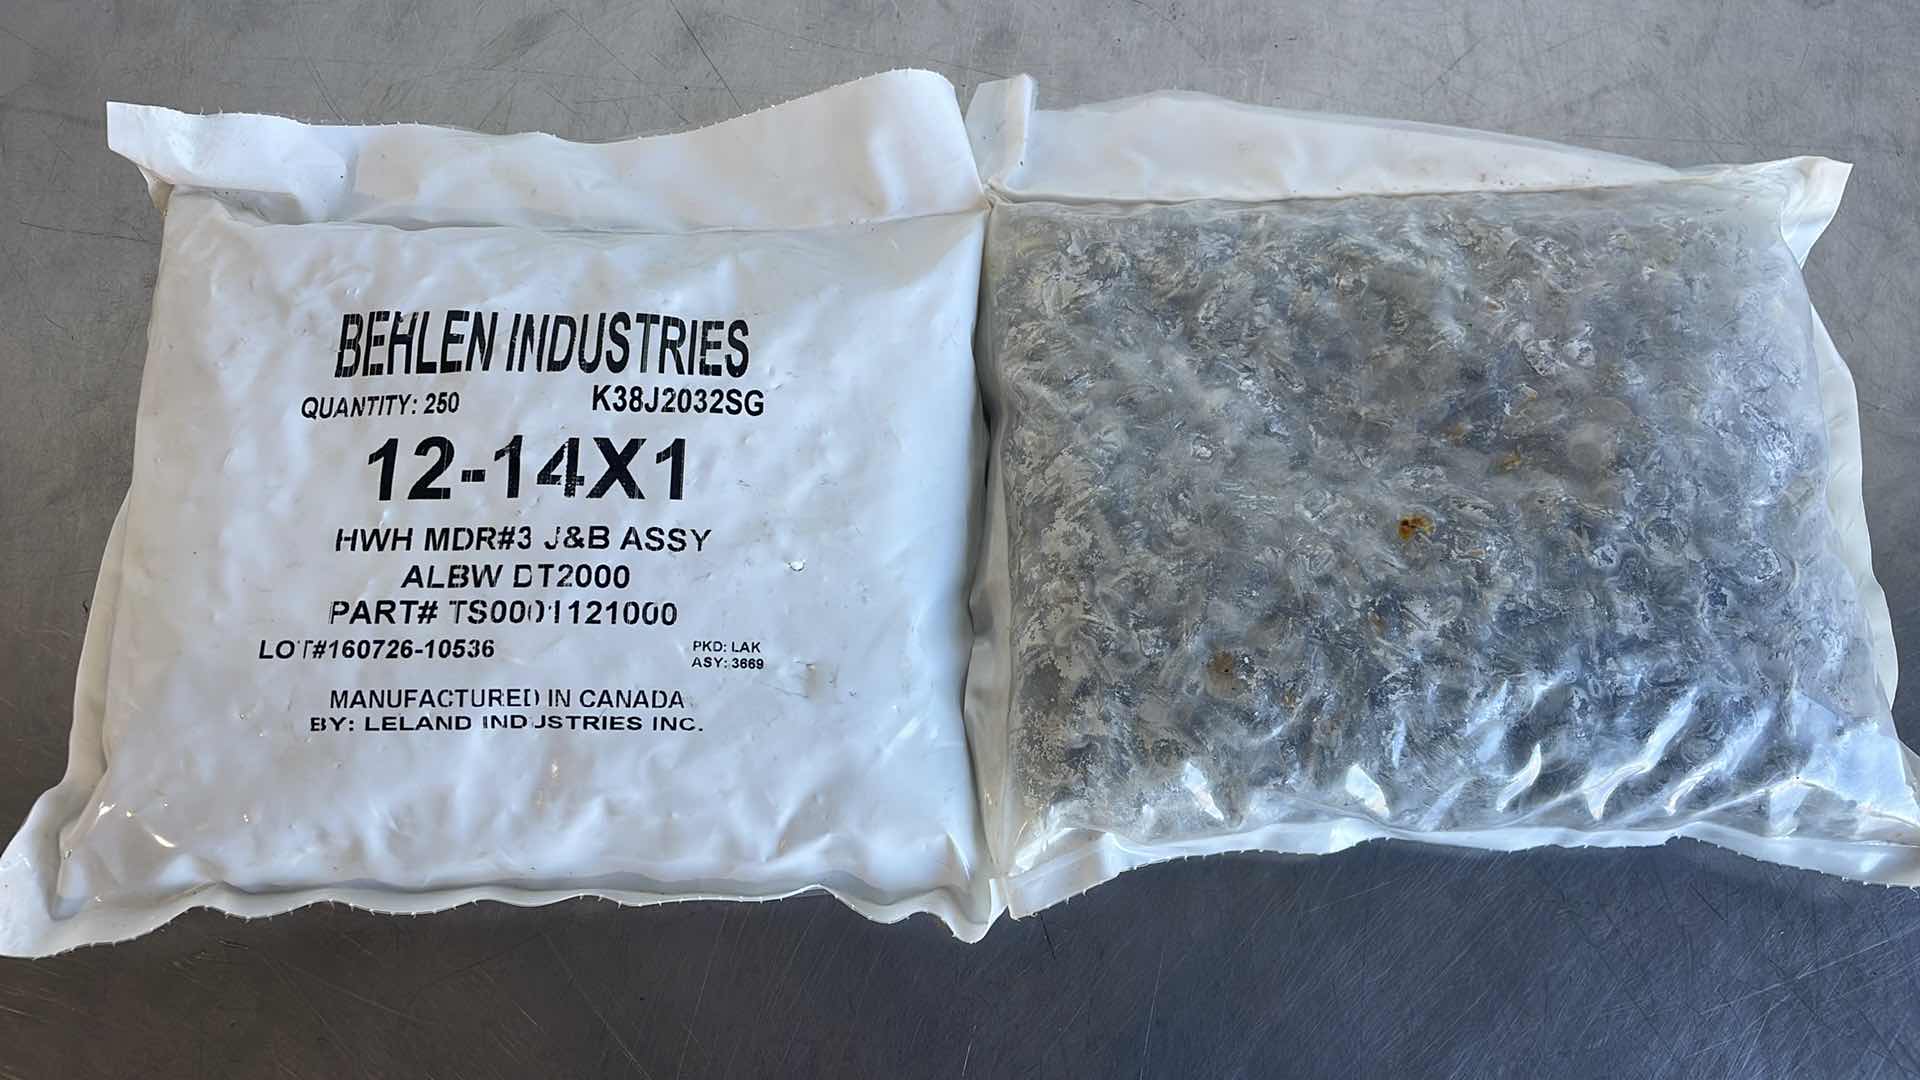 BEHLEN INDUSTRIES
QUANTITY: 250 K38J2032SG
12-14X1
HWH MDR#3 J&B ASSY
ALBW DT2000
PART# TS0001121000
LOT#160726-10536
PKD: LAK
ASY: 3669
MANUFACTURED IN CANADA
BY: LELAND INDUSTRIES INC.